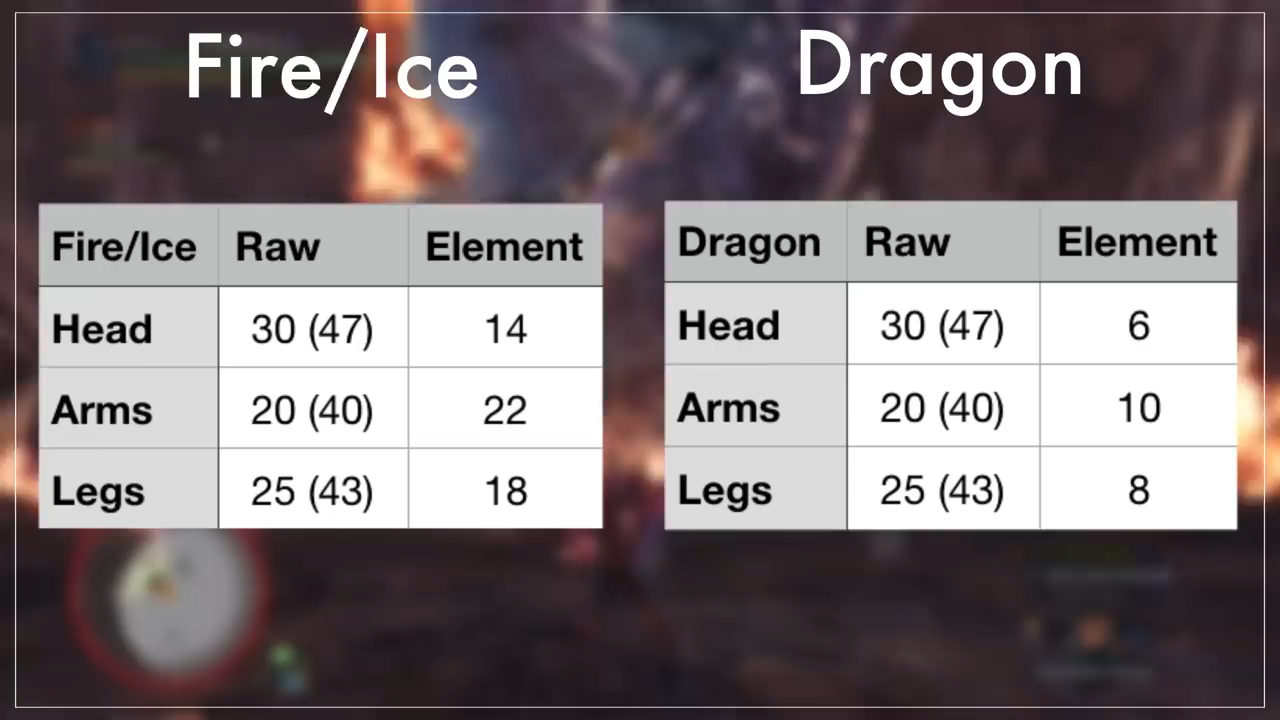 Fire/Ice
Fire/Ice Raw Element
Head 30 (47) 14
Arms 20 (40) 22
Legs 25 (43) 18
Dragon
Dragon Raw Element
Head 30 (47) 6
Arms 20 (40) 10
Legs 25 (43) 8